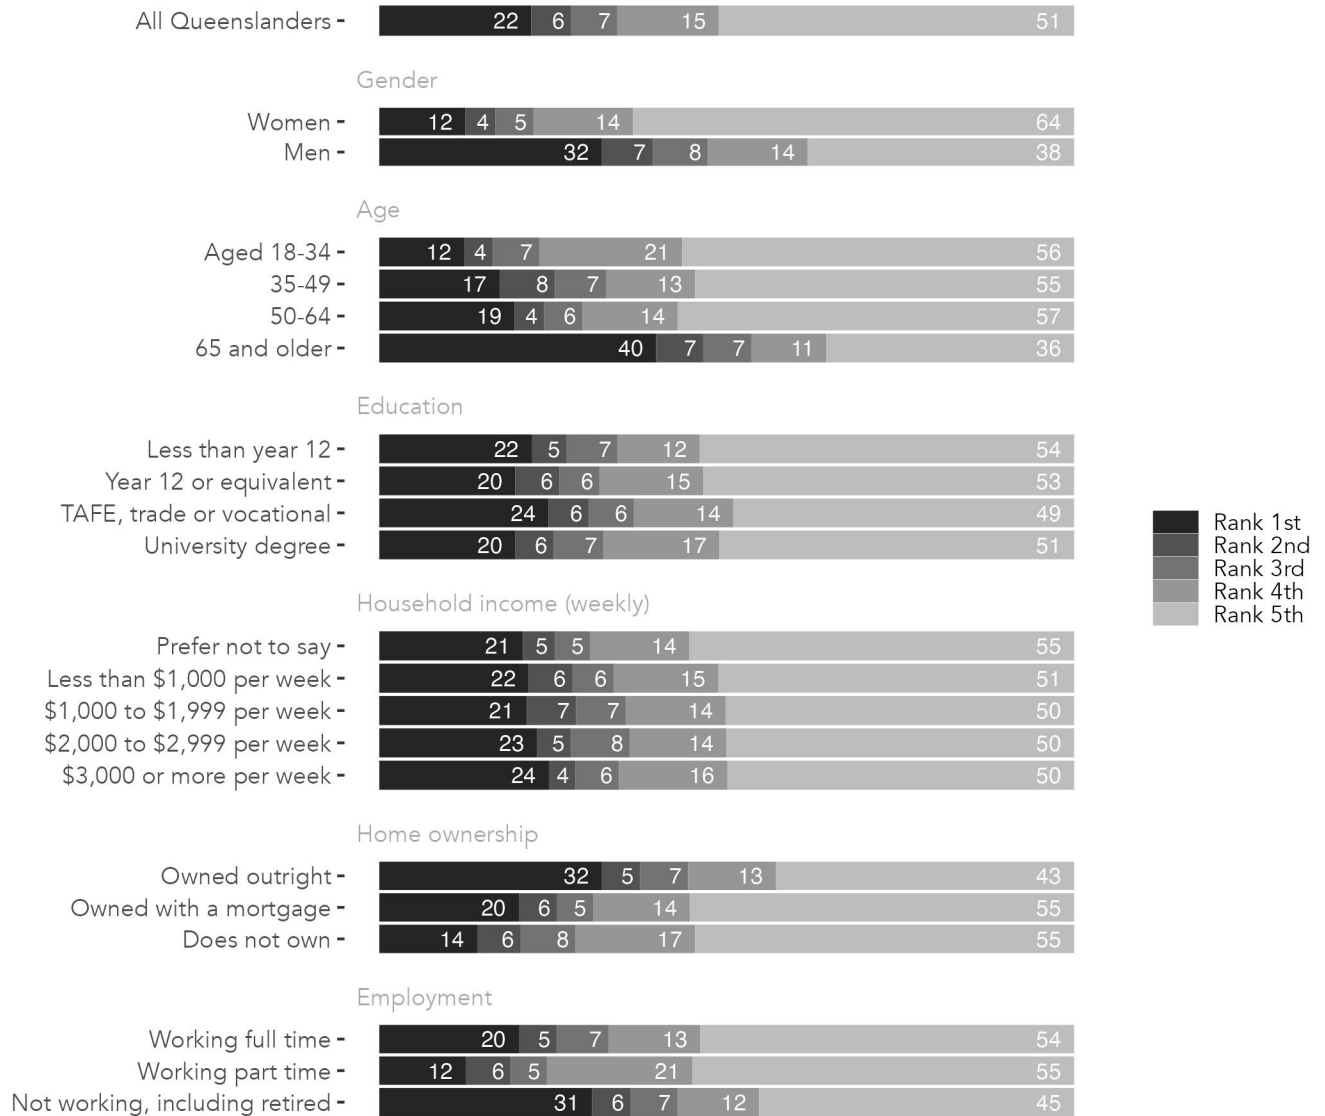 All Queenslanders - 22 6 7 15 51
Gender
Women - 12 4 5 14 64
Men - 32 7 8 14 38
Age
Aged 18-34 - 12 4 7 21 56
35-49 - 17 8 7 13 55
50-64 - 19 4 6 14 57
65 and older - 40 7 7 11 36
Education
Less than year 12 - 22 5 7 12 54
Year 12 or equivalent - 20 6 6 15 53
TAFE, trade or vocational - 24 6 6 14 49
University degree - 20 6 7 17 51
Rank 1st
Rank 2nd
Rank 3rd
Rank 4th
Rank 5th
Household income (weekly)
Prefer not to say - 21 5 5 14 55
Less than $1,000 per week - 22 6 6 15 51
$1,000 to $1,999 per week - 21 7 7 14 50
$2,000 to $2,999 per week - 23 5 8 14 50
$3,000 or more per week - 24 4 6 16 50
Home ownership
Owned outright - 32 5 7 13 43
Owned with a mortgage - 20 6 5 14 55
Does not own - 14 6 8 17 55
Employment
Working full time - 20 5 7 13 54
Working part time - 12 6 5 21 55
Not working, including retired - 31 6 7 12 45